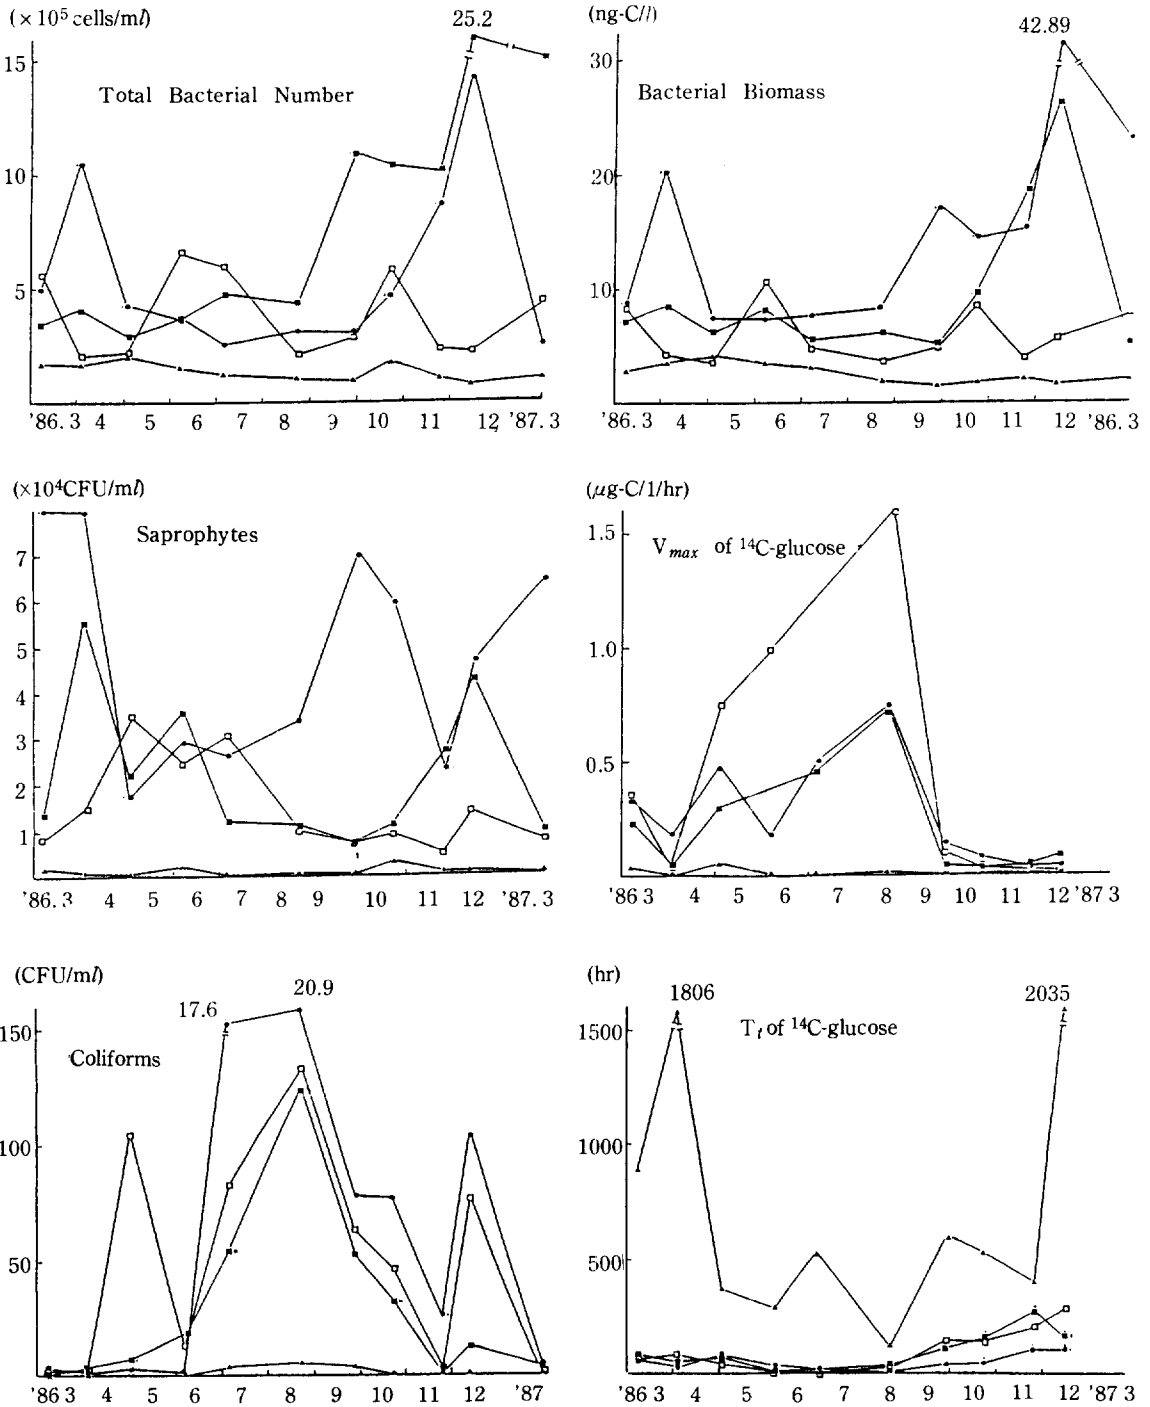 (×10⁵cells/ml)
25.2
15
10
5
Total Bacterial Number
'86. 3 4 5 6 7 8 9 10 11 12 '87. 3
(ng-C/l)
42.89
30
20
10
Bacterial Biomass
'86. 3 4 5 6 7 8 9 10 11 12 '86. 3
(×10⁴CFU/ml)
Saprophytes
7
6
5
4
3
2
1
'86. 3 4 5 6 7 8 9 10 11 12 '87. 3
(μg-C/1/hr)
1.5
1.0
0.5
Vmax of ¹⁴C-glucose
'86 3 4 5 6 7 8 9 10 11 12 '87 3
(CFU/ml)
20.9
17.6
150
100
50
Coliforms
'86 3 4 5 6 7 8 9 10 11 12 '87
(hr)
1806
2035
1500
1000
500
Tt of ¹⁴C-glucose
'86 3 4 5 6 7 8 9 10 11 12 '87 3